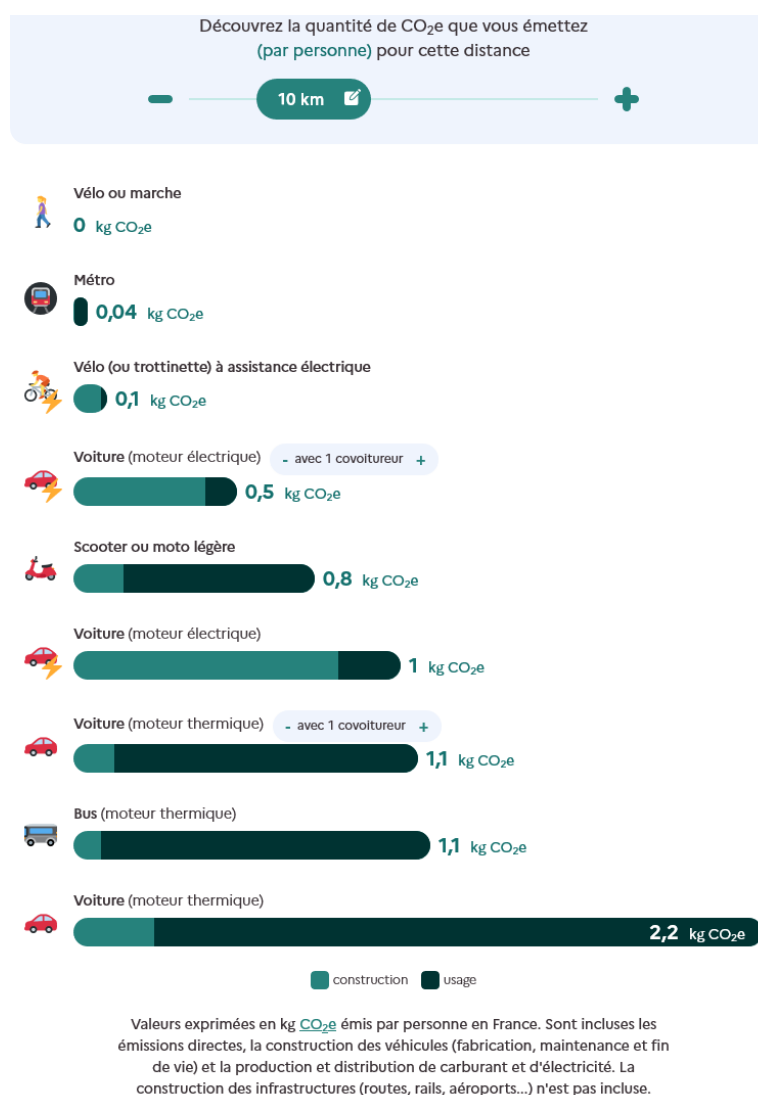 Découvrez la quantité de CO₂e que vous émettez
(par personne) pour cette distance
10 km
Vélo ou marche
0 kg CO₂e
Métro
0,04 kg CO₂e
Vélo (ou trottinette) à assistance électrique
0,1 kg CO₂e
Voiture (moteur électrique) - avec 1 covoitureur +
0,5 kg CO₂e
Scooter ou moto légère
0,8 kg CO₂e
Voiture (moteur électrique)
1 kg CO₂e
Voiture (moteur thermique) - avec 1 covoitureur +
1,1 kg CO₂e
Bus (moteur thermique)
1,1 kg CO₂e
Voiture (moteur thermique)
2,2 kg CO₂e
construction usage
Valeurs exprimées en kg CO₂e émis par personne en France. Sont incluses les
émissions directes, la construction des véhicules (fabrication, maintenance et fin
de vie) et la production et distribution de carburant et d'électricité. La
construction des infrastructures (routes, rails, aéroports...) n'est pas incluse.